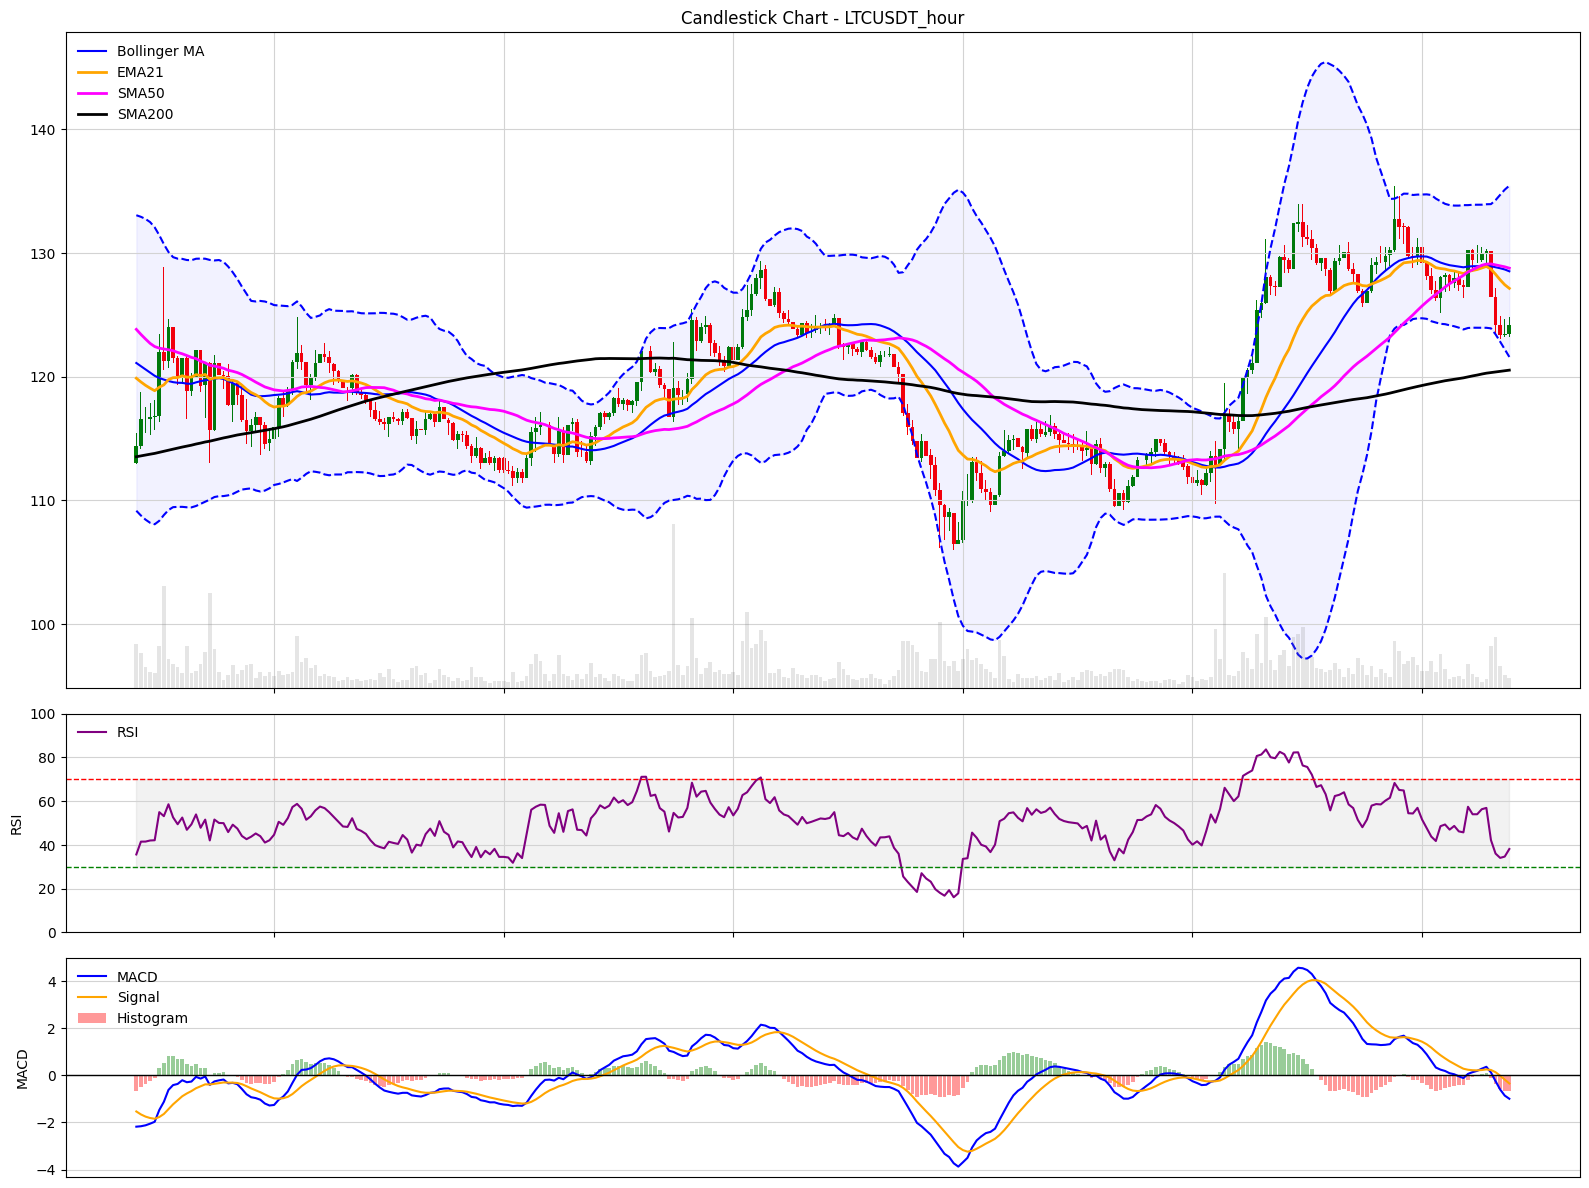 Candlestick Chart - LTCUSDT_hour
Bollinger MA
EMA21
SMA50
SMA200
140
130
120
110
100
RSI
100
80
60
40
20
0
RSI
MACD
Signal
Histogram
4
2
0
−2
−4
MACD